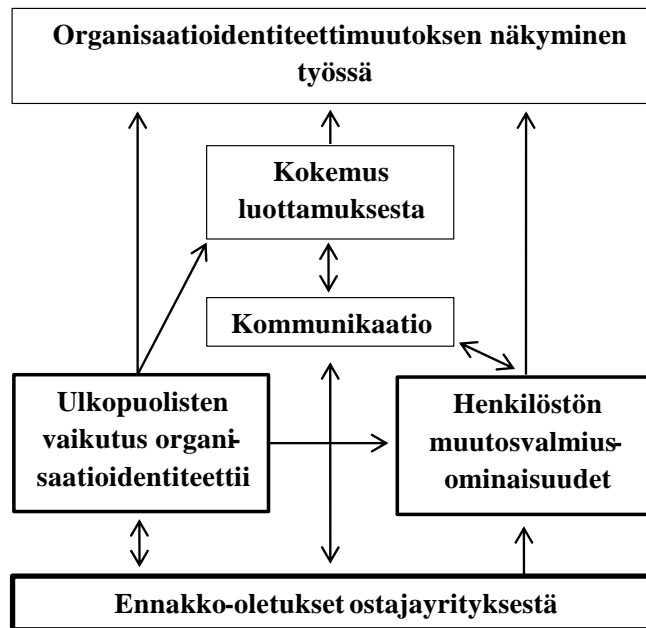 Organisaatioidentiteettimuutoksen näkyminen
työssä
Kokemus
luottamuksesta
Kommunikaatio
Ulkopuolisten
vaikutus organi-
saatioidentiteettii
Henkilöstön
muutosvalmius-
ominaisuudet
Ennakko-oletukset ostajayrityksestä